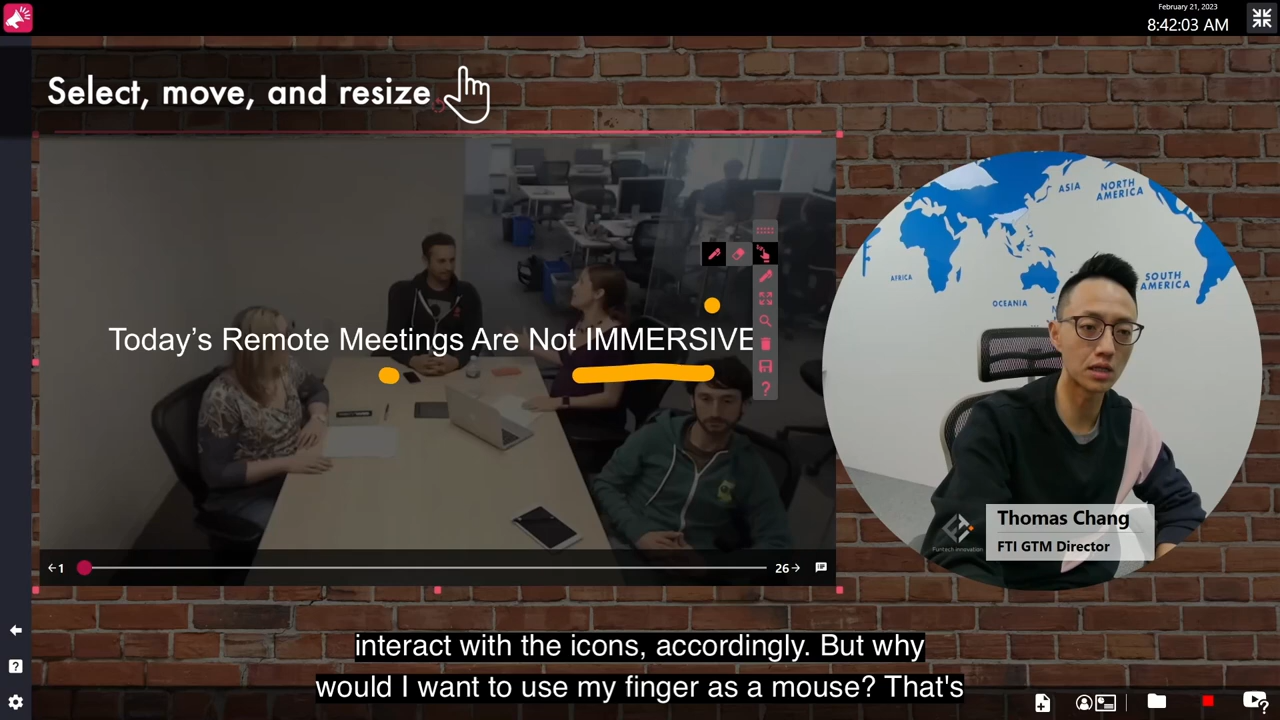 February 21, 2023
8:42:03 AM
Select, move, and resize
Today's Remote Meetings Are Not IMMERSIVE
ASIA
NORTH
AMERICA
AFRICA
SOUTH
AMERICA
OCEANIA
Thomas Chang
FTI GTM Director
Funtech innovation
1
26
interact with the icons, accordingly. But why
would I want to use my finger as a mouse? That's